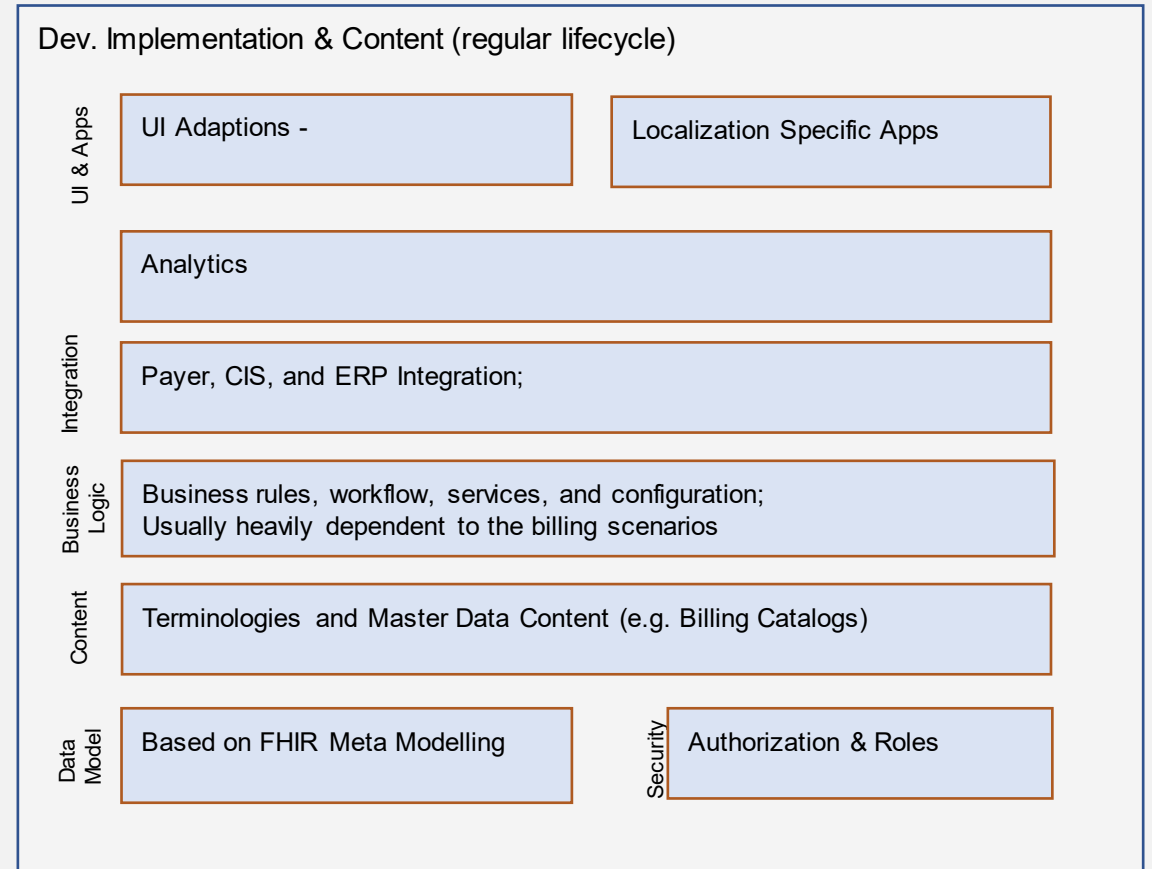 Dev. Implementation & Content (regular lifecycle)
UI & Apps
UI Adaptions -
Localization Specific Apps
Analytics
Integration
Payer, CIS, and ERP Integration;
Business
Logic
Business rules, workflow, services, and configuration;
Usually heavily dependent to the billing scenarios
Content
Terminologies and Master Data Content (e.g. Billing Catalogs)
Data
Model
Based on FHIR Meta Modelling
Security
Authorization & Roles